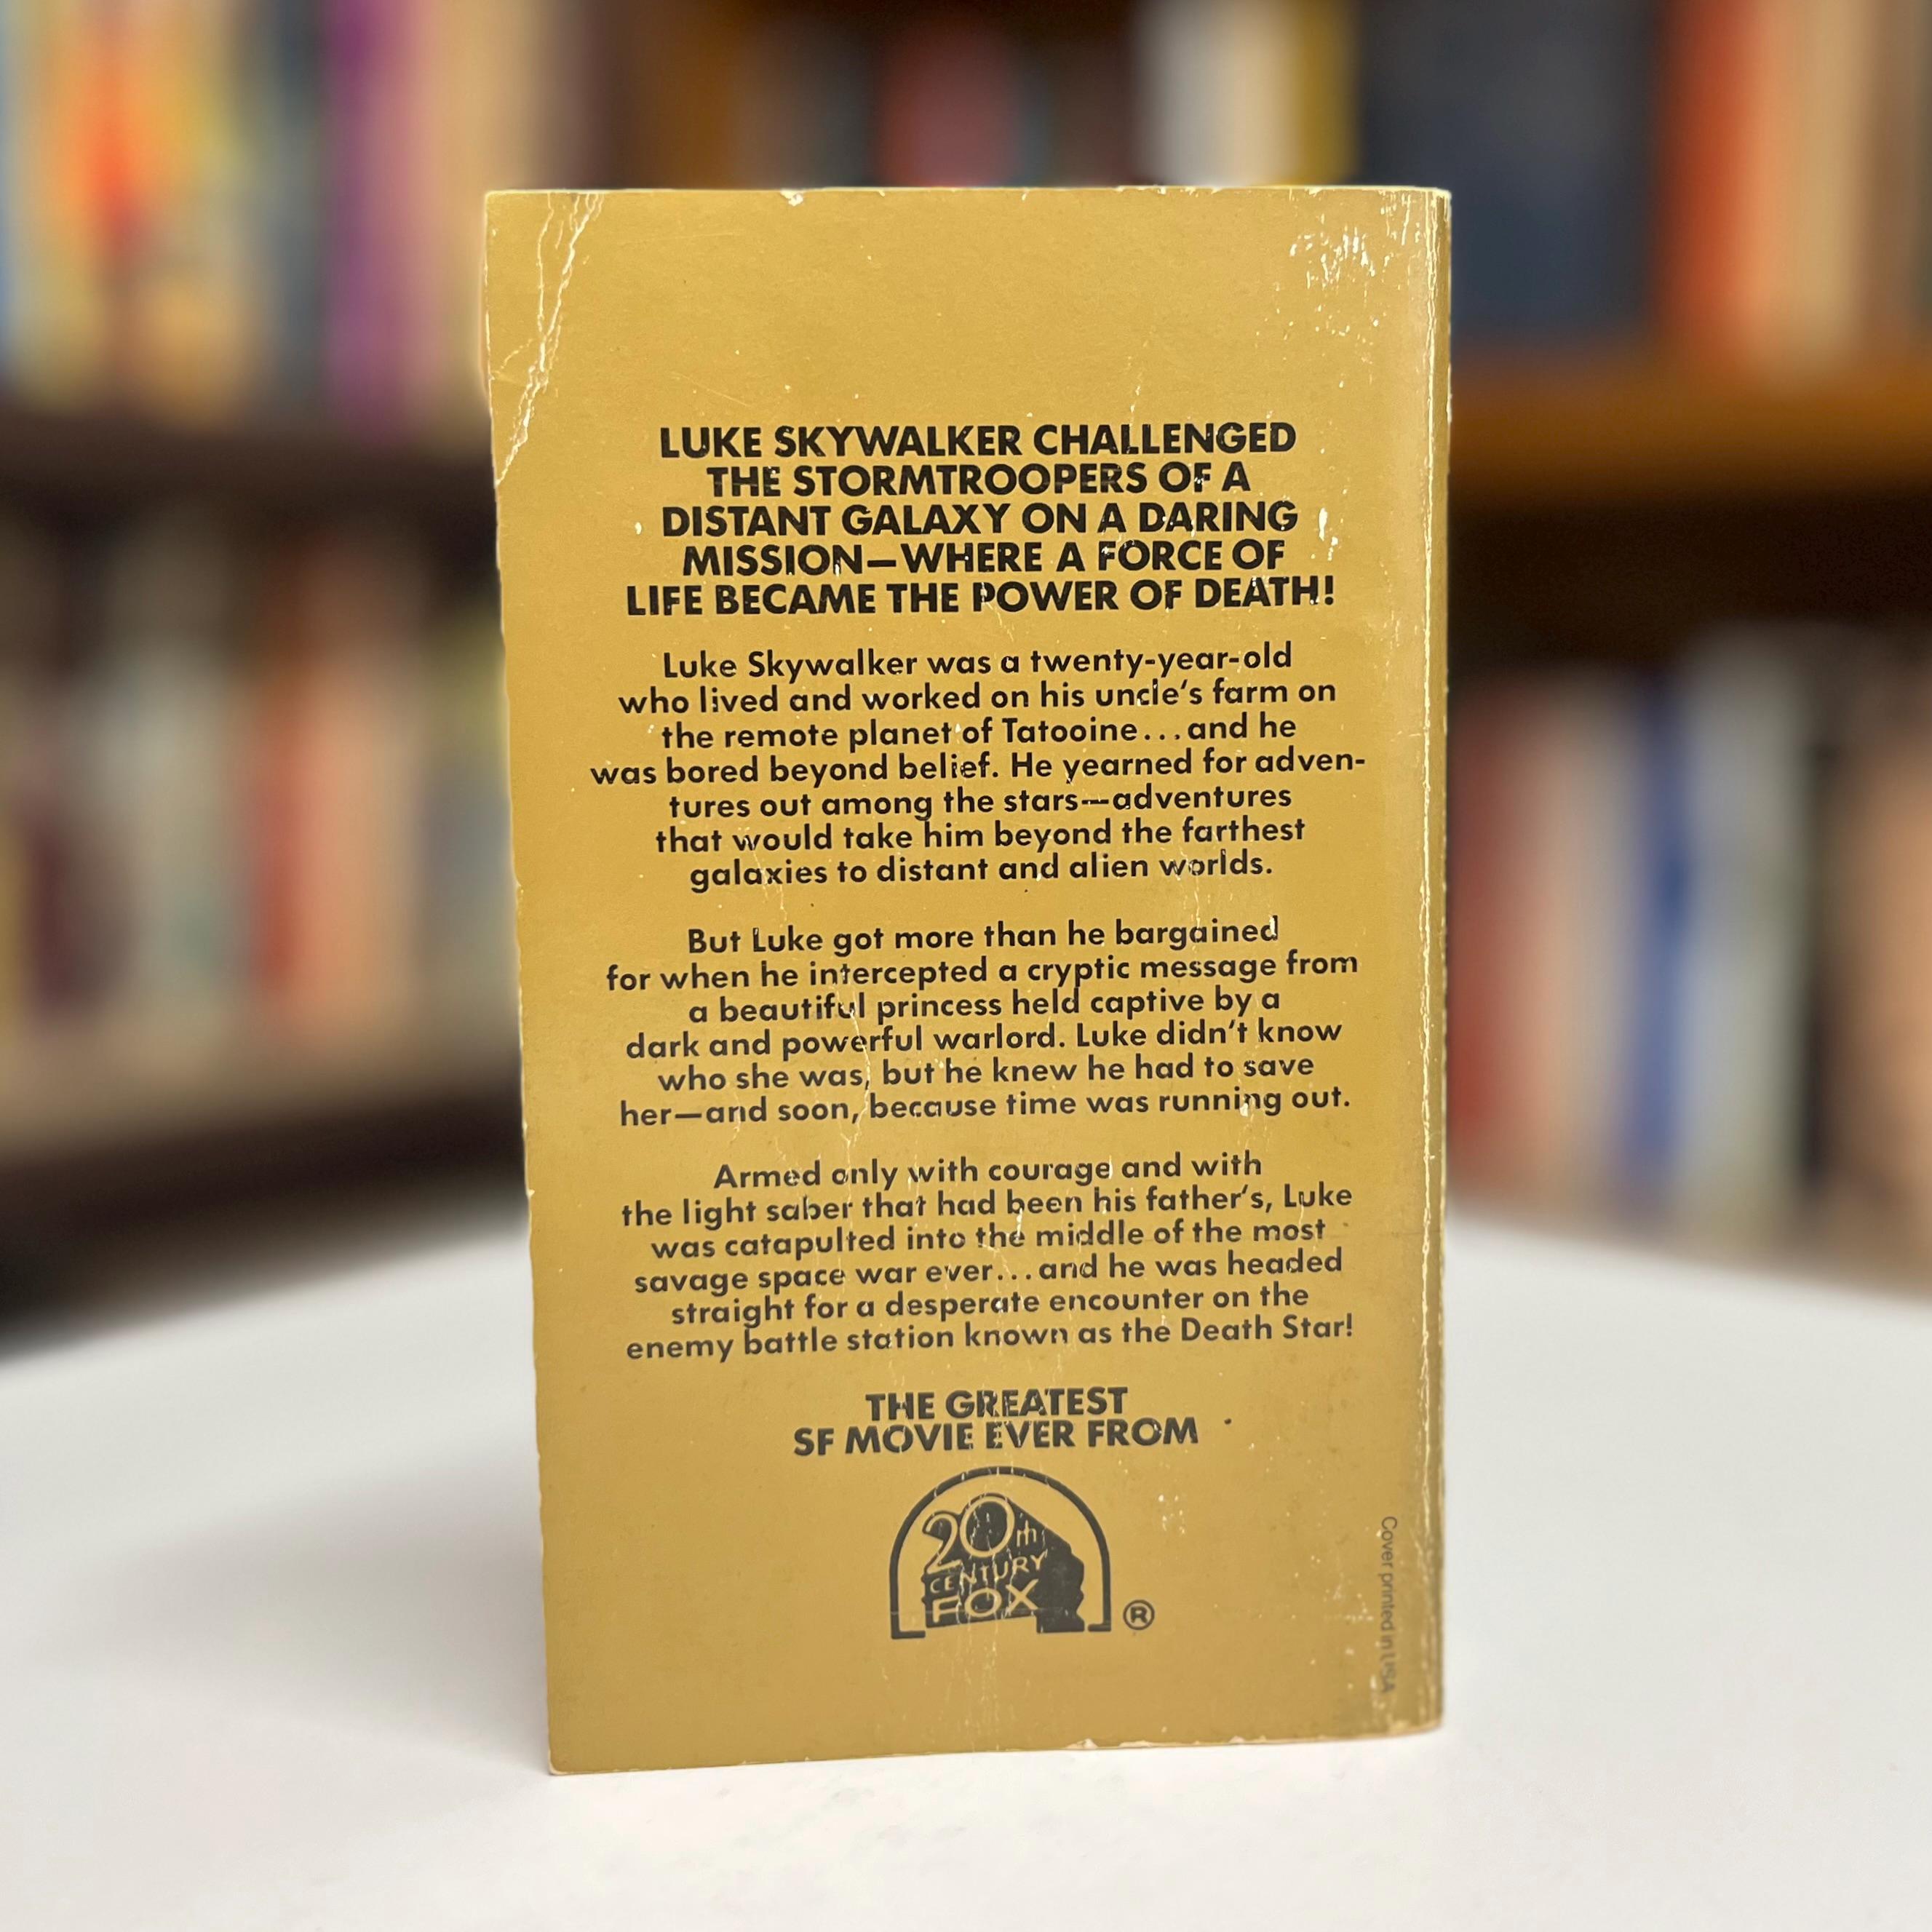 LUKE SKYWALKER CHALLENGED
THE STORMTROOPERS OF A
DISTANT GALAXY ON A DARING
MISSION—WHERE A FORCE OF
LIFE BECAME THE POWER OF DEATH!
Luke Skywalker was a twenty-year-old
who lived and worked on his uncle's farm on
the remote planet of Tatooine...and he
was bored beyond belief. He yearned for adven-
tures out among the stars—adventures
that would take him beyond the farthest
galaxies to distant and alien worlds.
But Luke got more than he bargained
for when he intercepted a cryptic message from
a beautiful princess held captive by a
dark and powerful warlord. Luke didn't know
who she was, but he knew he had to save
her—and soon, because time was running out.
Armed only with courage and with
the light saber that had been his father's, Luke
was catapulted into the middle of the most
savage space war ever...and he was headed
straight for a desperate encounter on the
enemy battle station known as the Death Star!
THE GREATEST
SF MOVIE EVER FROM
20th
CENTURY
FOX
®
Cover printed in USA